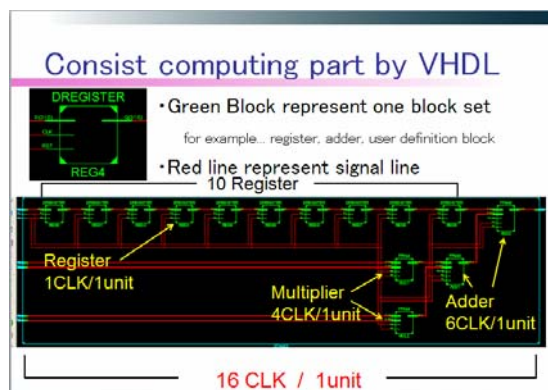 Consist computing part by VHDL
DREGISTER
CLK
REG4
・Green Block represent one block set
for example... register, adder, user definition block
・Red line represent signal line
10 Register
Register
1CLK/1unit
Multiplier
4CLK/1unit
Adder
6CLK/1unit
16 CLK / 1unit